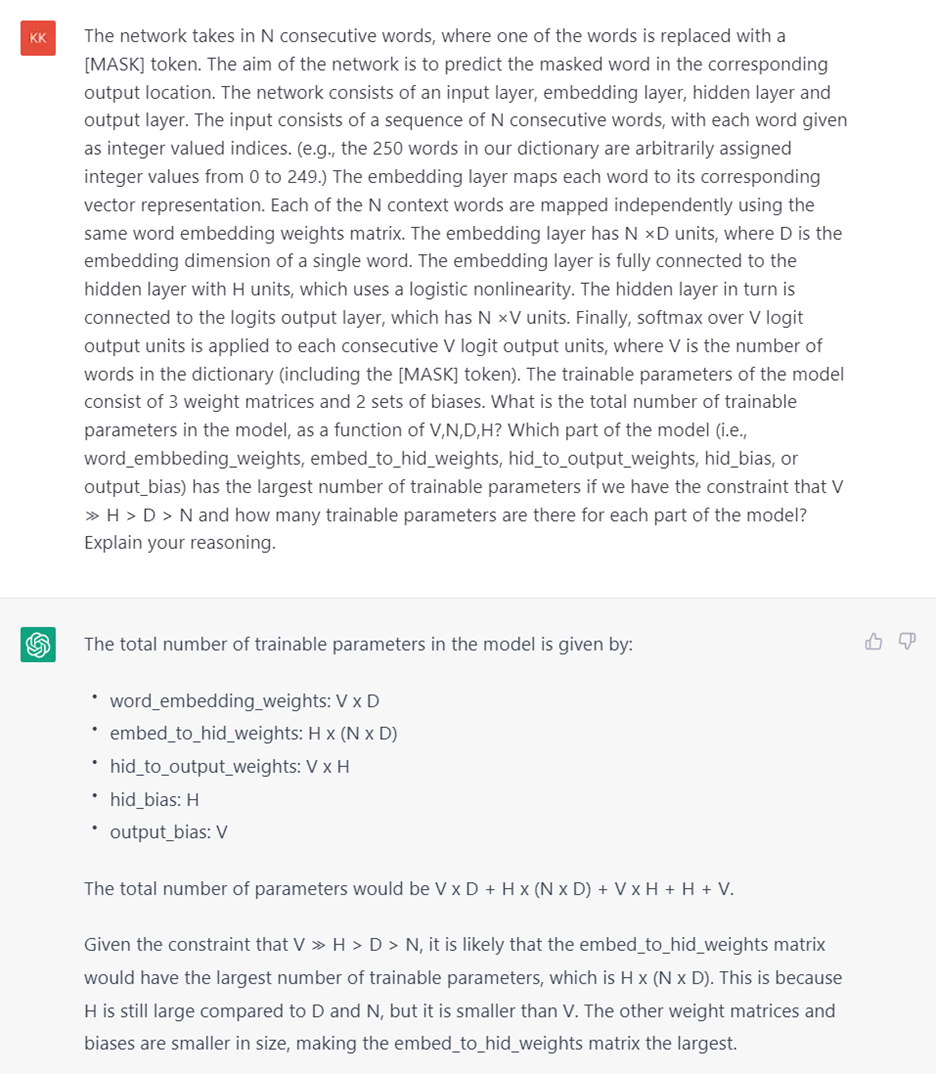 KK
The network takes in N consecutive words, where one of the words is replaced with a
[MASK] token. The aim of the network is to predict the masked word in the corresponding
output location. The network consists of an input layer, embedding layer, hidden layer and
output layer. The input consists of a sequence of N consecutive words, with each word given
as integer valued indices. (e.g., the 250 words in our dictionary are arbitrarily assigned
integer values from 0 to 249.) The embedding layer maps each word to its corresponding
vector representation. Each of the N context words are mapped independently using the
same word embedding weights matrix. The embedding layer has N ×D units, where D is the
embedding dimension of a single word. The embedding layer is fully connected to the
hidden layer with H units, which uses a logistic nonlinearity. The hidden layer in turn is
connected to the logits output layer, which has N ×V units. Finally, softmax over V logit
output units is applied to each consecutive V logit output units, where V is the number of
words in the dictionary (including the [MASK] token). The trainable parameters of the model
consist of 3 weight matrices and 2 sets of biases. What is the total number of trainable
parameters in the model, as a function of V,N,D,H? Which part of the model (i.e.,
word_embbeding_weights, embed_to_hid_weights, hid_to_output_weights, hid_bias, or
output_bias) has the largest number of trainable parameters if we have the constraint that V
≫ H > D > N and how many trainable parameters are there for each part of the model?
Explain your reasoning.
The total number of trainable parameters in the model is given by:
• word_embedding_weights: V x D
• embed_to_hid_weights: H x (N x D)
• hid_to_output_weights: V x H
• hid_bias: H
• output_bias: V
The total number of parameters would be V x D + H x (N x D) + V x H + H + V.
Given the constraint that V ≫ H > D > N, it is likely that the embed_to_hid_weights matrix
would have the largest number of trainable parameters, which is H x (N x D). This is because
H is still large compared to D and N, but it is smaller than V. The other weight matrices and
biases are smaller in size, making the embed_to_hid_weights matrix the largest.